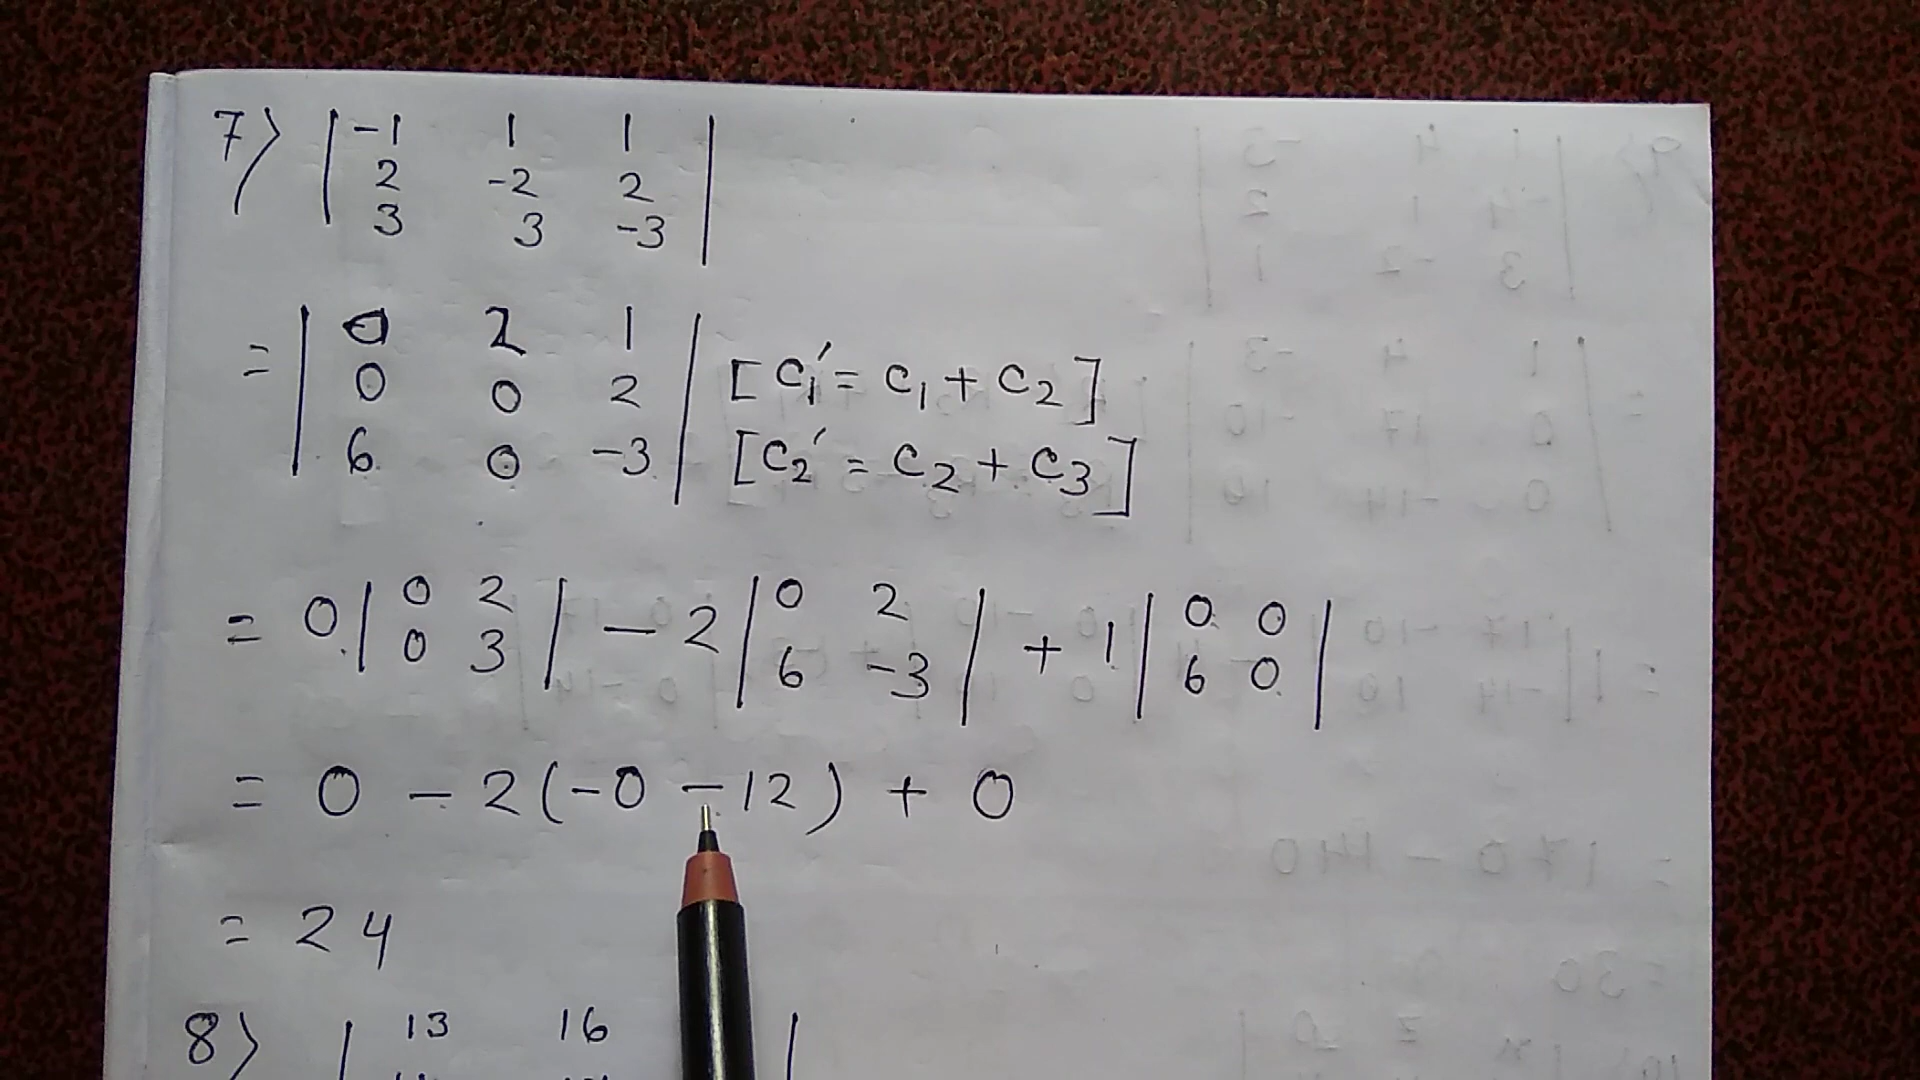 7) | -1 1 1 |
2 -2 2
3 3 -3
= | 0 2 1 |
0 0 2 [C₁′ = C₁ + C₂]
6 0 -3 [C₂′ = C₂ + C₃]
= 0. | 0 2 | - 2 | 0 2 | + 1 | 0 0 |
0 3 6 -3 6 0
= 0 - 2(-0 -12) + 0
= 24
8) | 13 16 |